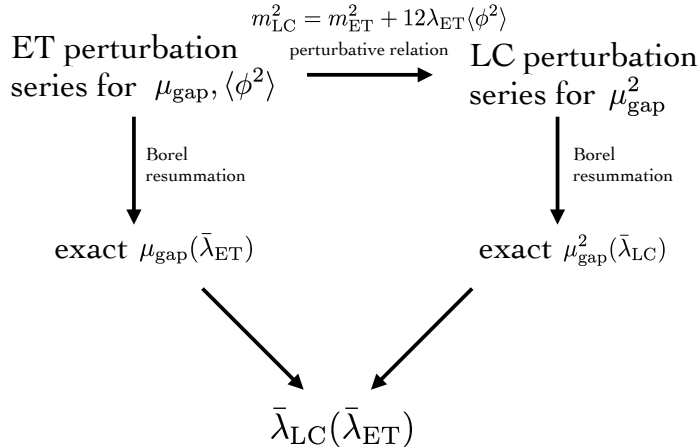 m²_LC = m²_ET + 12λ_ET⟨ϕ²⟩
perturbative relation
ET perturbation
series for μ_gap, ⟨ϕ²⟩
LC perturbation
series for μ²_gap
Borel
resummation
Borel
resummation
exact μ_gap(λ̄_ET)
exact μ²_gap(λ̄_LC)
λ̄_LC(λ̄_ET)